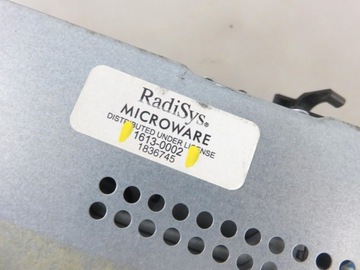 RadiSys®
MICROWARE
DISTRIBUTED UNDER LICENSE
1613-0002
1836745